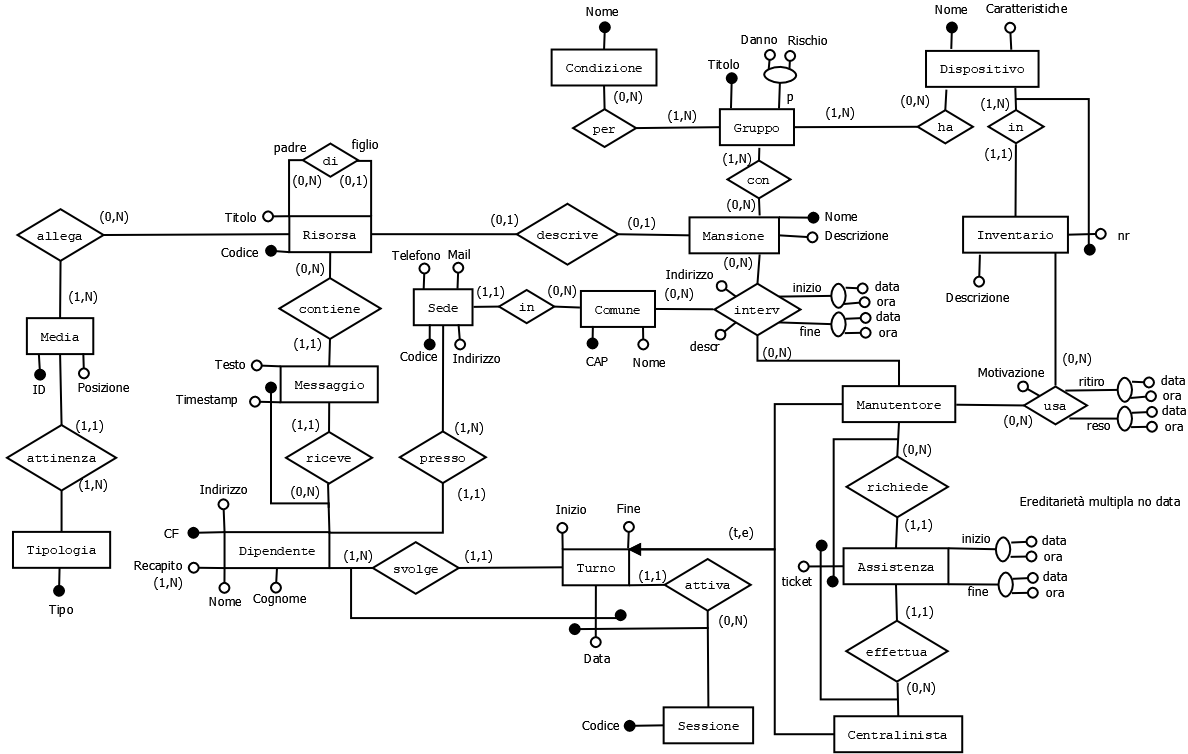 Nome
Nome
Caratteristiche
Danno
Rischio
Condizione
Titolo
Dispositivo
(0,N)
p
(0,N)
(1,N)
(1,N)
(1,N)
per
Gruppo
ha
in
padre
figlio
di
(1,N)
(1,1)
(0,N)
(0,1)
con
(0,N)
(0,N)
Titolo
(0,1)
(0,1)
Nome
allega
Risorsa
descrive
Mansione
Descrizione
Inventario
nr
Codice
Telefono
Mail
(0,N)
(0,N)
Indirizzo
inizio
data
ora
Descrizione
(1,N)
contiene
Sede
(1,1)
in
(0,N)
Comune
(0,N)
interv
data
fine
ora
Media
(1,1)
Codice
Indirizzo
CAP
Nome
descr
(0,N)
(0,N)
Testo
ID
Posizione
Messaggio
Motivazione
ritiro
data
ora
Timestamp
Manutentore
usa
data
(1,1)
(1,1)
(1,N)
(0,N)
reso
ora
attinenza
riceve
presso
(0,N)
(1,N)
Indirizzo
(0,N)
(1,1)
richiede
Ereditarietà multipla no data
Inizio
Fine
(1,1)
CF
(t,e)
inizio
data
Tipologia
Dipendente
(1,N)
(1,1)
ora
Recapito
svolge
Turno
(1,1)
attiva
Assistenza
data
(1,N)
ticket
fine
ora
Nome
Cognome
Tipo
(1,1)
(0,N)
Data
effettua
(0,N)
Codice
Sessione
Centralinista